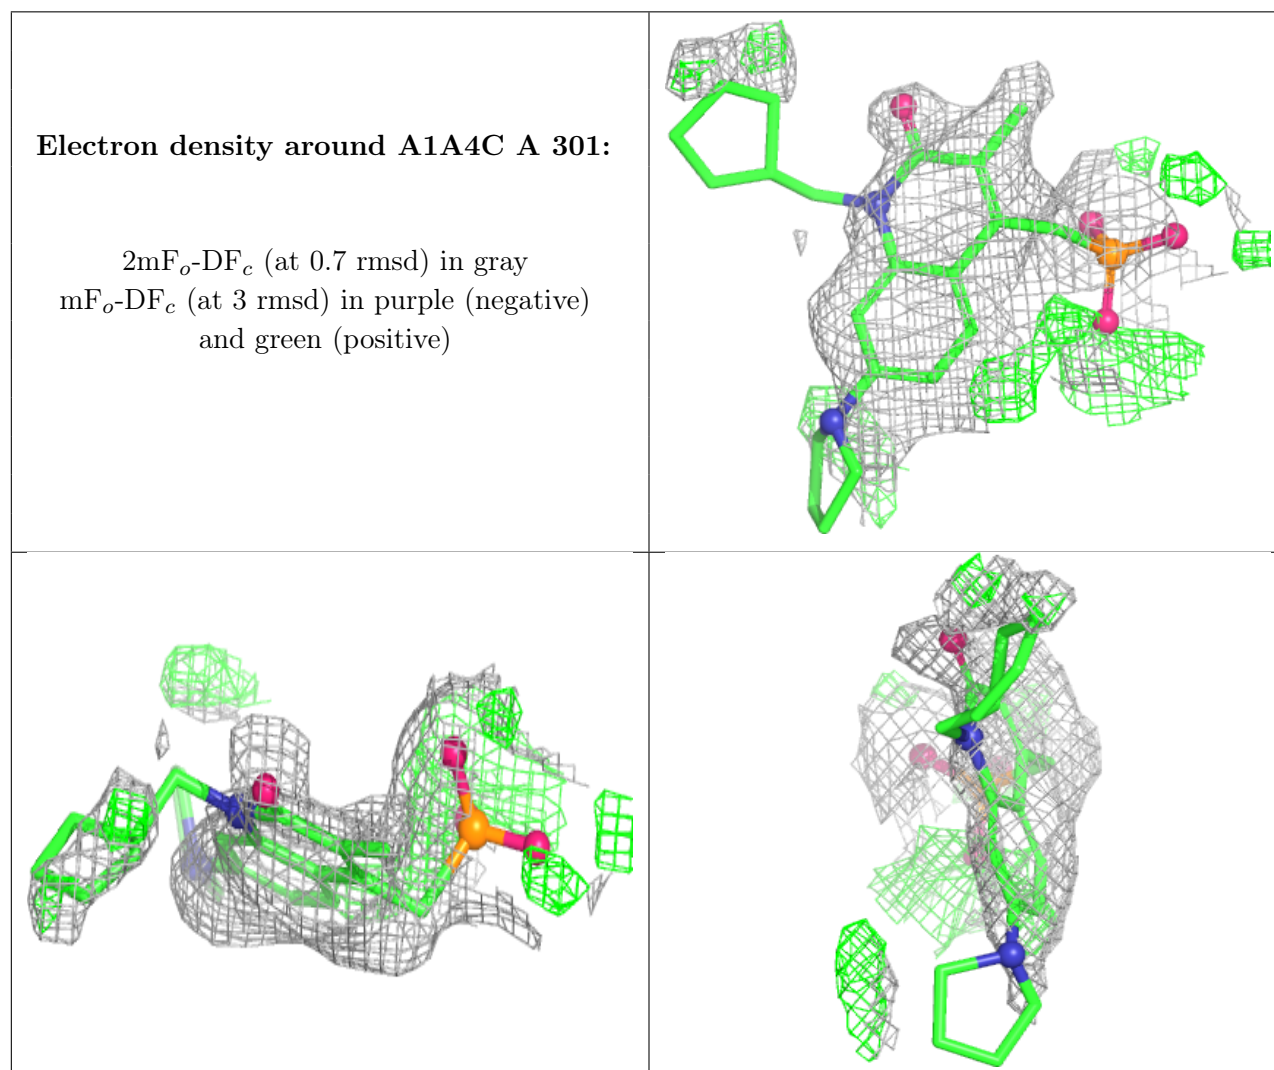 Electron density around A1A4C A 301:
2mFo-DFc (at 0.7 rmsd) in gray
mFo-DFc (at 3 rmsd) in purple (negative)
and green (positive)